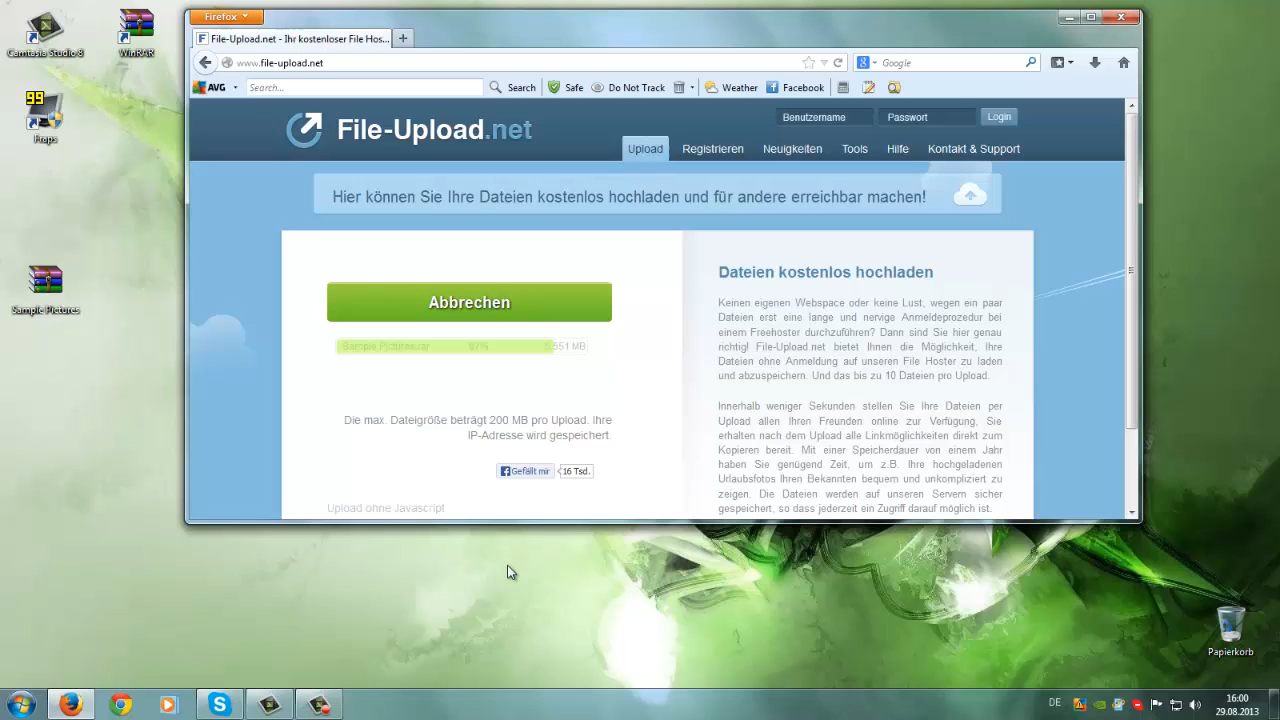 Camtasia Studio 8
WinRAR
99
Fraps
Sample Pictures
Firefox
File-Upload.net - Ihr kostenloser File Hos...
www.file-upload.net
Google
AVG
Search...
Search
Safe
Do Not Track
Weather
Facebook
File-Upload.net
Benutzername
Passwort
Login
Upload
Registrieren
Neuigkeiten
Tools
Hilfe
Kontakt & Support
Hier können Sie Ihre Dateien kostenlos hochladen und für andere erreichbar machen!
Abbrechen
Sample Pictures.rar
551 MB
Die max. Dateigröße beträgt 200 MB pro Upload. Ihre
IP-Adresse wird gespeichert.
Gefällt mir
16 Tsd.
Upload ohne Javascript
Dateien kostenlos hochladen
Keinen eigenen Webspace oder keine Lust, wegen ein paar
Dateien erst eine lange und nervige Anmeldeprozedur bei
einem Freehoster durchzuführen? Dann sind Sie hier genau
richtig! File-Upload.net bietet Ihnen die Möglichkeit, Ihre
Dateien ohne Anmeldung auf unseren File Hoster zu laden
und abzuspeichern. Und das bis zu 10 Dateien pro Upload.
Innerhalb weniger Sekunden stellen Sie Ihre Dateien per
Upload allen Ihren Freunden online zur Verfügung, Sie
erhalten nach dem Upload alle Linkmöglichkeiten direkt zum
Kopieren bereit. Mit einer Speicherdauer von einem Jahr
haben Sie genügend Zeit, um z.B. Ihre hochgeladenen
Urlaubsfotos Ihren Bekannten bequem und unkompliziert zu
zeigen. Die Dateien werden auf unseren Servern sicher
gespeichert, so dass jederzeit ein Zugriff darauf möglich ist.
Papierkorb
DE
16:00
29.08.2013